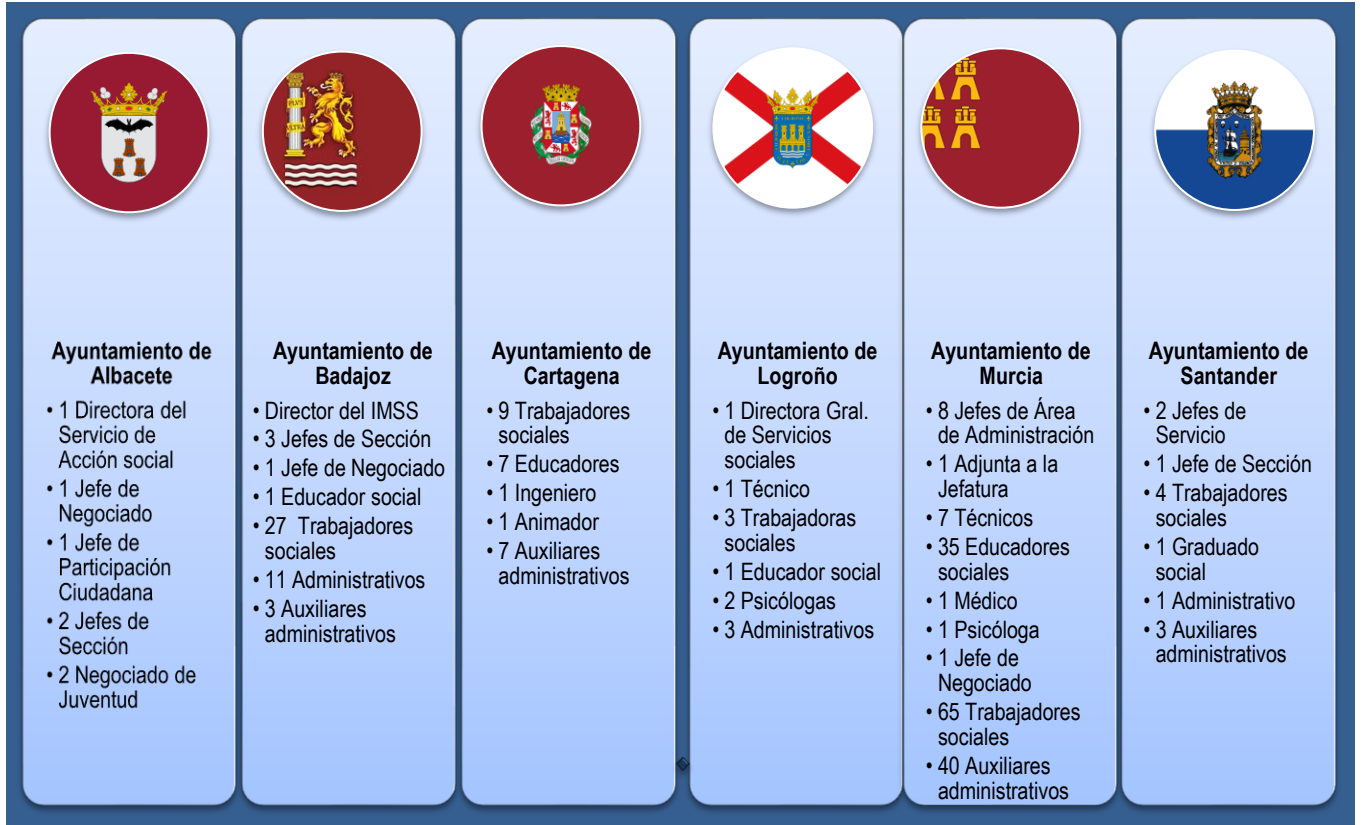 Ayuntamiento de
Albacete
• 1 Directora del
Servicio de
Acción social
• 1 Jefe de
Negociado
• 1 Jefe de
Participación
Ciudadana
• 2 Jefes de
Sección
• 2 Negociado de
Juventud
Ayuntamiento de
Badajoz
• Director del IMSS
• 3 Jefes de Sección
• 1 Jefe de Negociado
• 1 Educador social
• 27 Trabajadores
sociales
• 11 Administrativos
• 3 Auxiliares
administrativos
Ayuntamiento de
Cartagena
• 9 Trabajadores
sociales
• 7 Educadores
• 1 Ingeniero
• 1 Animador
• 7 Auxiliares
administrativos
Ayuntamiento de
Logroño
• 1 Directora Gral.
de Servicios
sociales
• 1 Técnico
• 3 Trabajadoras
sociales
• 1 Educador social
• 2 Psicólogas
• 3 Administrativos
Ayuntamiento de
Murcia
• 8 Jefes de Área
de Administración
• 1 Adjunta a la
Jefatura
• 7 Técnicos
• 35 Educadores
sociales
• 1 Médico
• 1 Psicóloga
• 1 Jefe de
Negociado
• 65 Trabajadores
sociales
• 40 Auxiliares
administrativos
Ayuntamiento de
Santander
• 2 Jefes de
Servicio
• 1 Jefe de Sección
• 4 Trabajadores
sociales
• 1 Graduado
social
• 1 Administrativo
• 3 Auxiliares
administrativos